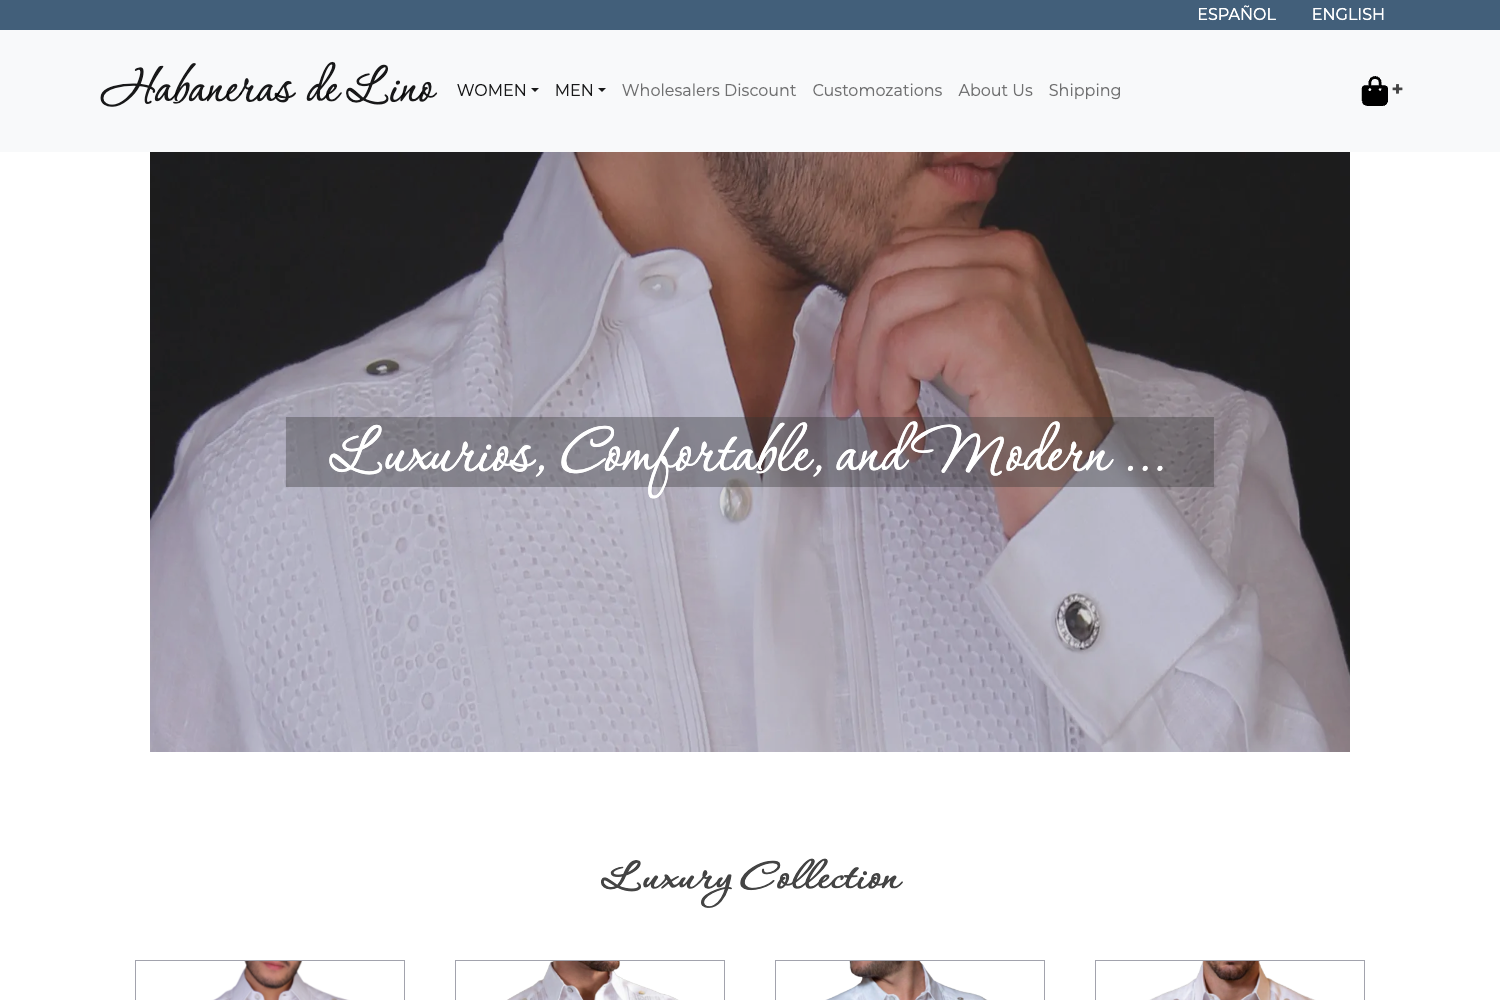 ESPAÑOL ENGLISH
Habaneras de Lino WOMEN MEN Wholesalers Discount Customozations About Us Shipping +
Luxurios, Comfortable, and Modern ...
Luxury Collection